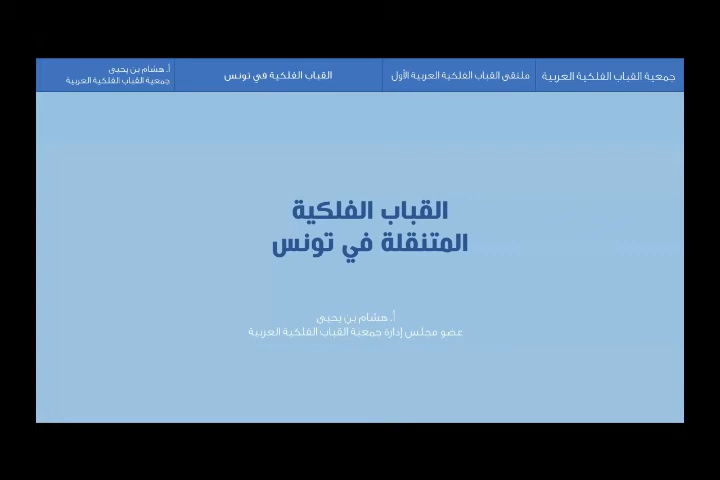 جمعية القباب الفلكية العربية
ملتقى القباب الفلكية العربية الأول
القباب الفلكية في تونس
أ. هشام بن يحيى
جمعية القباب الفلكية العربية
القباب الفلكية
المتنقلة في تونس
أ. هشام بن يحيى
عضو مجلس إدارة جمعية القباب الفلكية العربية